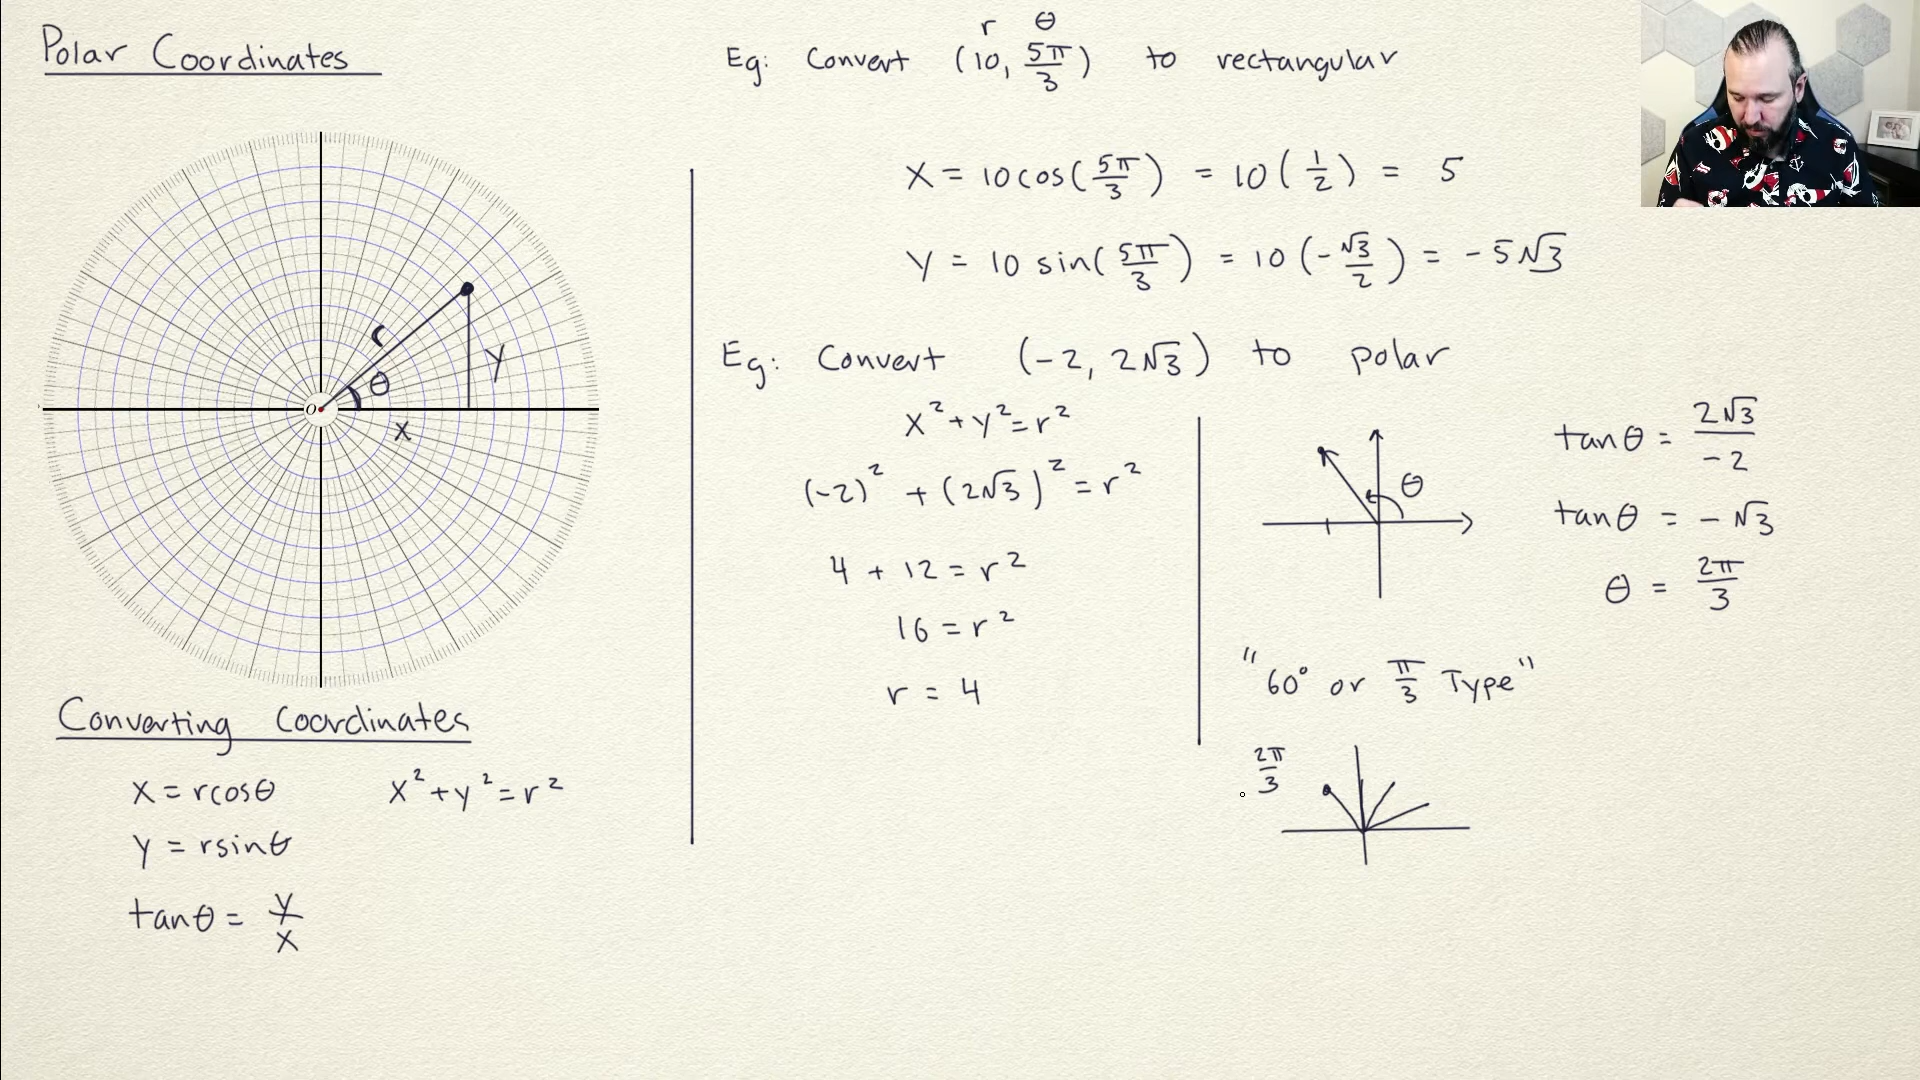 Polar Coordinates
O
r
θ
y
x
Converting Coordinates
x = rcosθ
x² + y² = r²
y = rsinθ
tanθ = y/x
r θ
Eg: Convert (10, 5π/3) to rectangular
X = 10cos(5π/3) = 10(1/2) = 5
Y = 10 sin(5π/3) = 10(-√3/2) = -5√3
Eg: Convert (-2, 2√3) to polar
x² + y² = r²
(-2)² + (2√3)² = r²
4 + 12 = r²
16 = r²
r = 4
θ
"60° or π/3 Type"
2π/3
tanθ = 2√3/-2
tanθ = -√3
θ = 2π/3